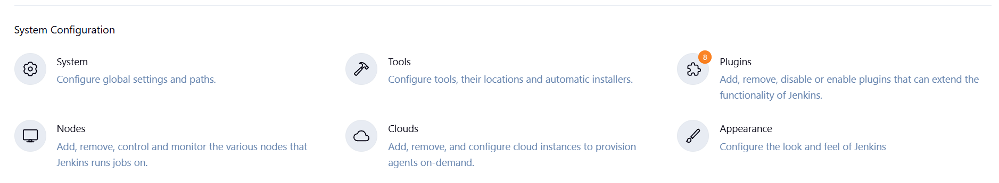 System Configuration
System
Configure global settings and paths.
Tools
Configure tools, their locations and automatic installers.
8
Plugins
Add, remove, disable or enable plugins that can extend the
functionality of Jenkins.
Nodes
Add, remove, control and monitor the various nodes that
Jenkins runs jobs on.
Clouds
Add, remove, and configure cloud instances to provision
agents on-demand.
Appearance
Configure the look and feel of Jenkins